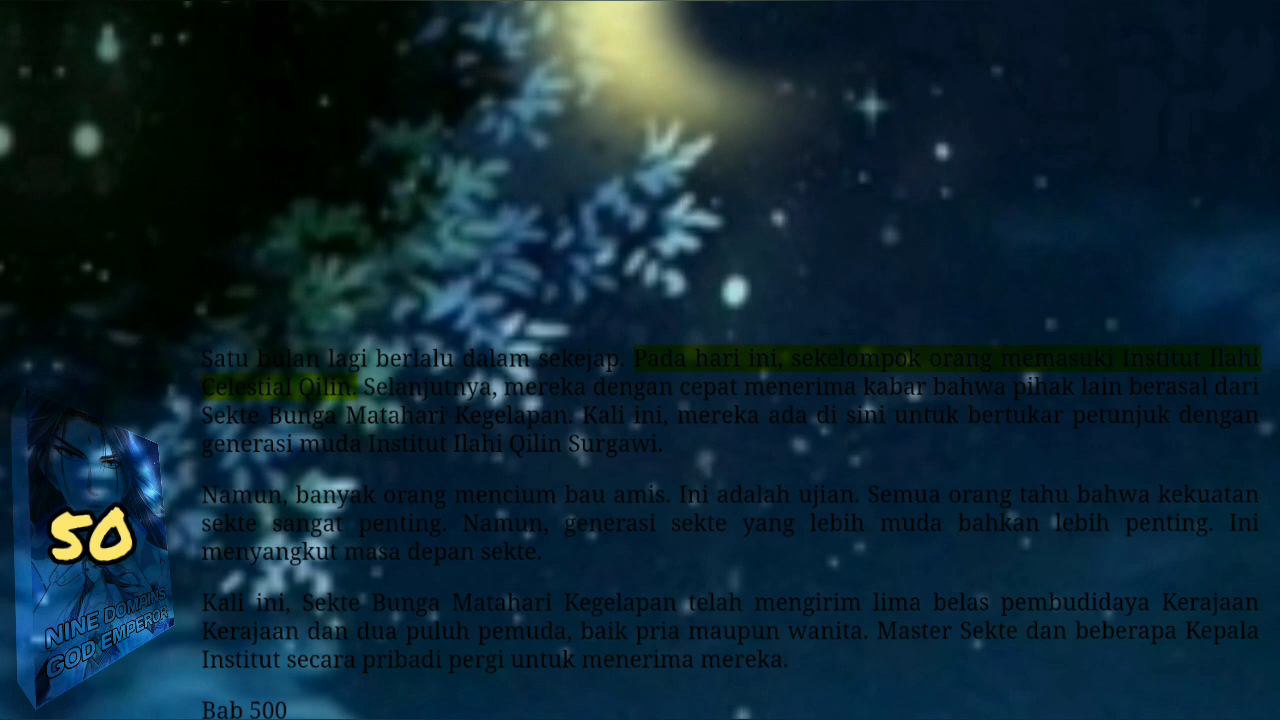 Satu bulan lagi berlalu dalam sekejap. Pada hari ini, sekelompok orang memasuki Institut Ilahi
Celestial Qilin. Selanjutnya, mereka dengan cepat menerima kabar bahwa pihak lain berasal dari
Sekte Bunga Matahari Kegelapan. Kali ini, mereka ada di sini untuk bertukar petunjuk dengan
generasi muda Institut Ilahi Qilin Surgawi.
Namun, banyak orang mencium bau amis. Ini adalah ujian. Semua orang tahu bahwa kekuatan
sekte sangat penting. Namun, generasi sekte yang lebih muda bahkan lebih penting. Ini
menyangkut masa depan sekte.
Kali ini, Sekte Bunga Matahari Kegelapan telah mengirim lima belas pembudidaya Kerajaan
Kerajaan dan dua puluh pemuda, baik pria maupun wanita. Master Sekte dan beberapa Kepala
Institut secara pribadi pergi untuk menerima mereka.
Bab 500
50
NINE DOMAINS
GOD EMPEROR